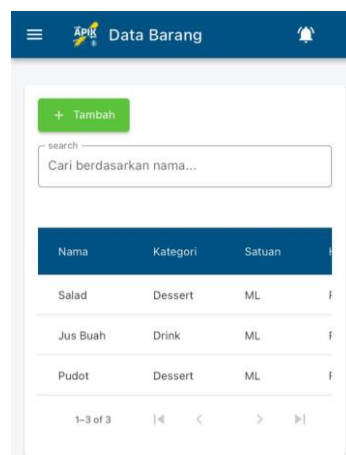 APIK Data Barang
+ Tambah
search
Cari berdasarkan nama...
Nama Kategori Satuan
Salad Dessert ML
Jus Buah Drink ML
Pudot Dessert ML
1–3 of 3